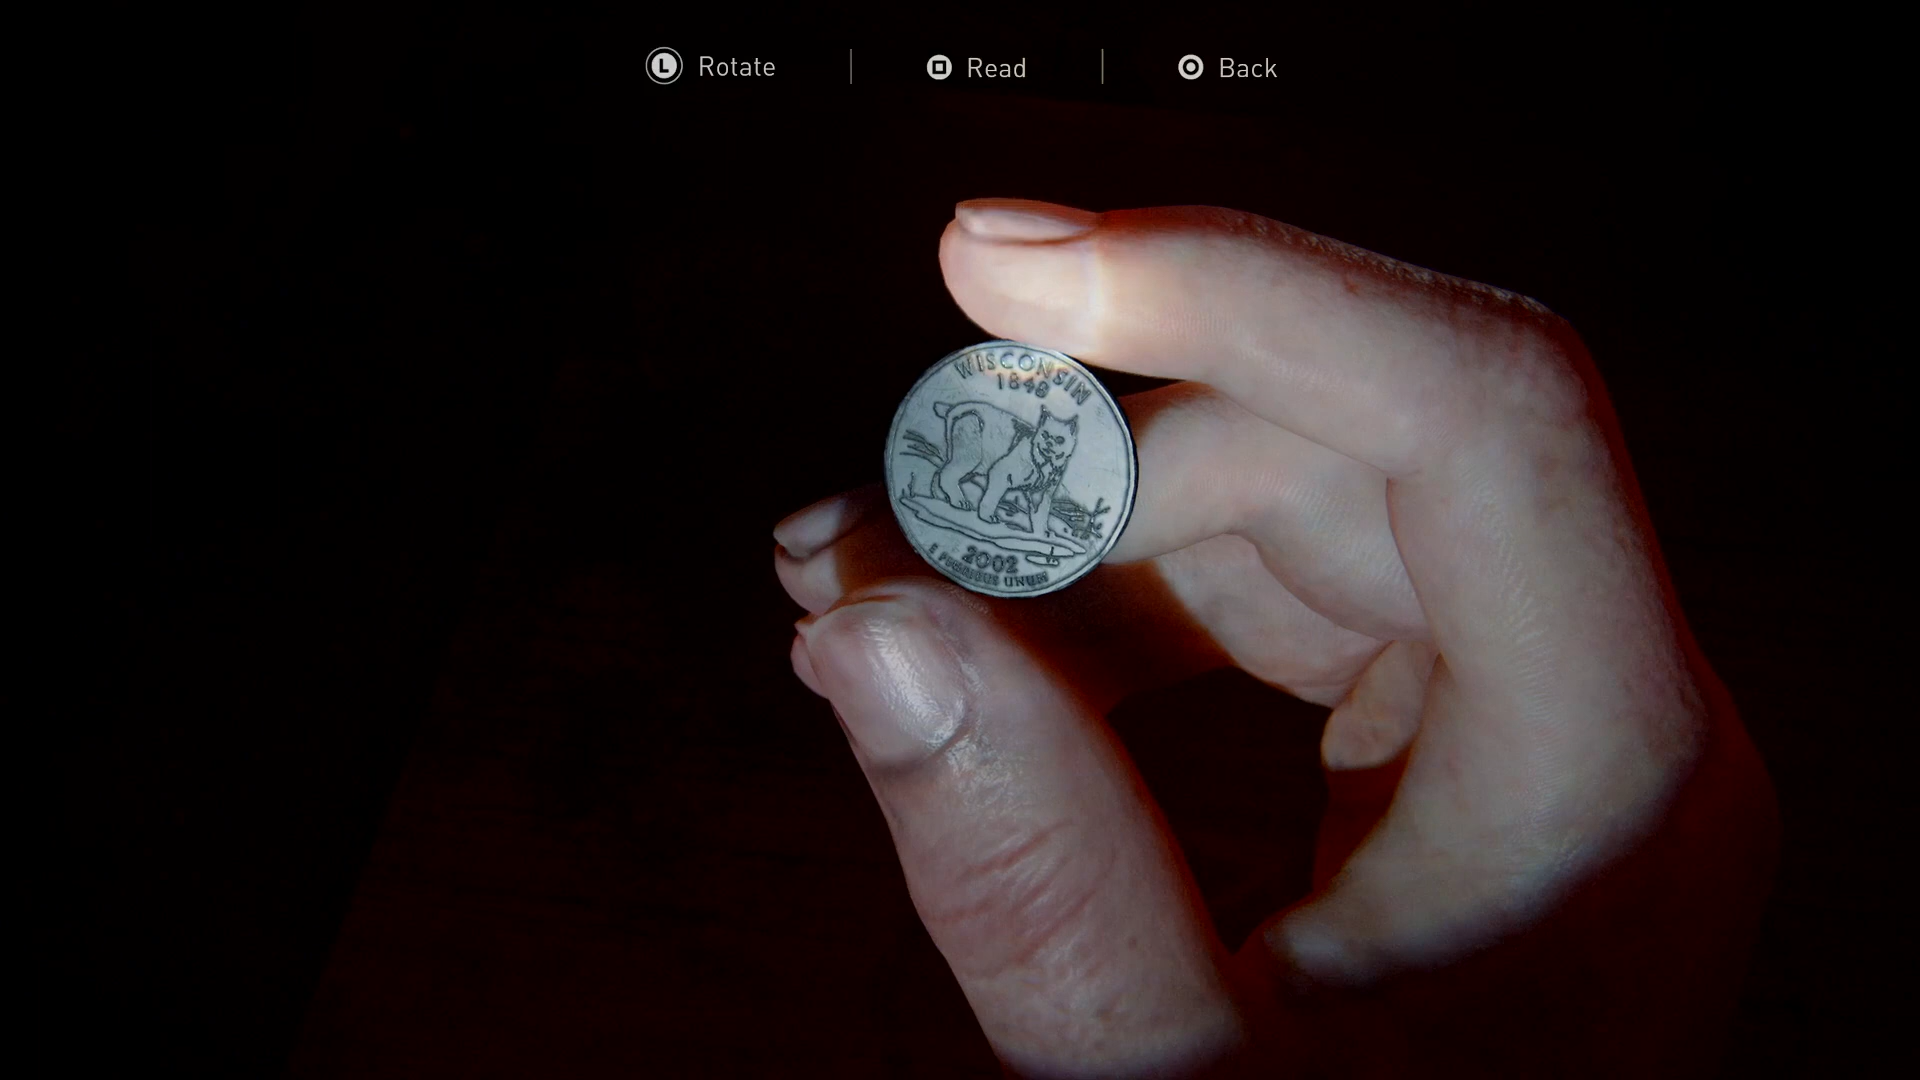 L Rotate | Read | Back
WISCONSIN
1848
2002
E PLURIBUS UNUM